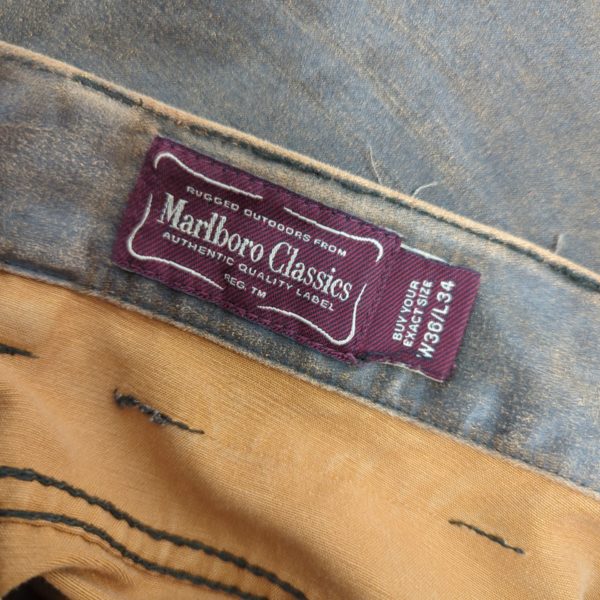 RUGGED OUTDOORS FROM
Marlboro Classics
AUTHENTIC QUALITY LABEL
REG. TM
BUY YOUR
EXACT SIZE
W36/L34